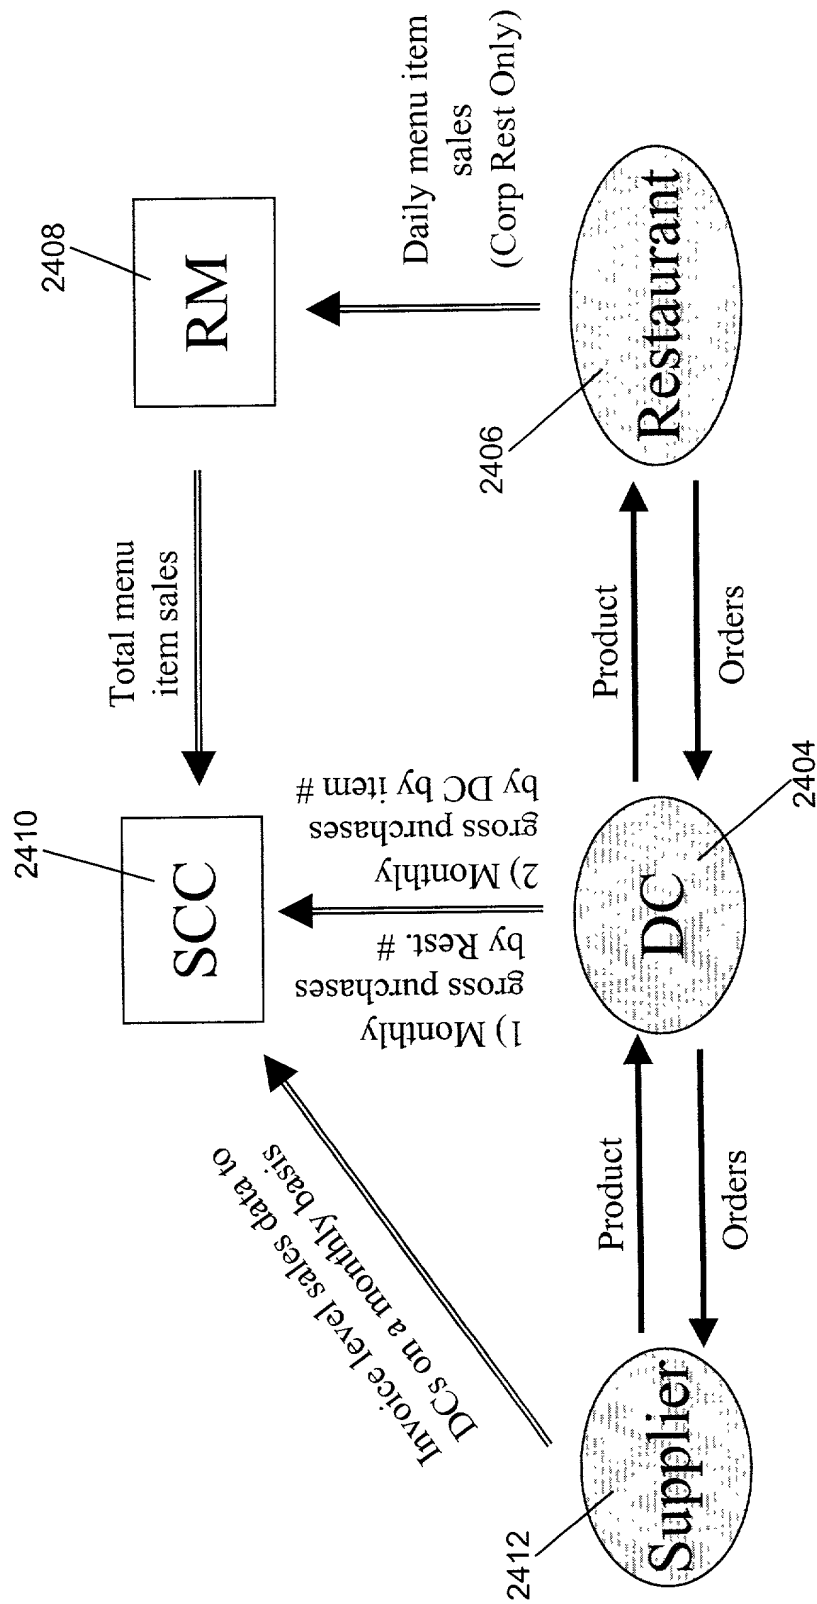 2410
SCC
Total menu
item sales
2408
RM
Invoice level sales data to
DCs on a monthly basis
1) Monthly
gross purchases
by Rest. #
2) Monthly
gross purchases
by DC by item #
Daily menu item
sales
(Corp Rest Only)
2412
Supplier
Product
Orders
DC
2404
Product
Orders
2406
Restaurant